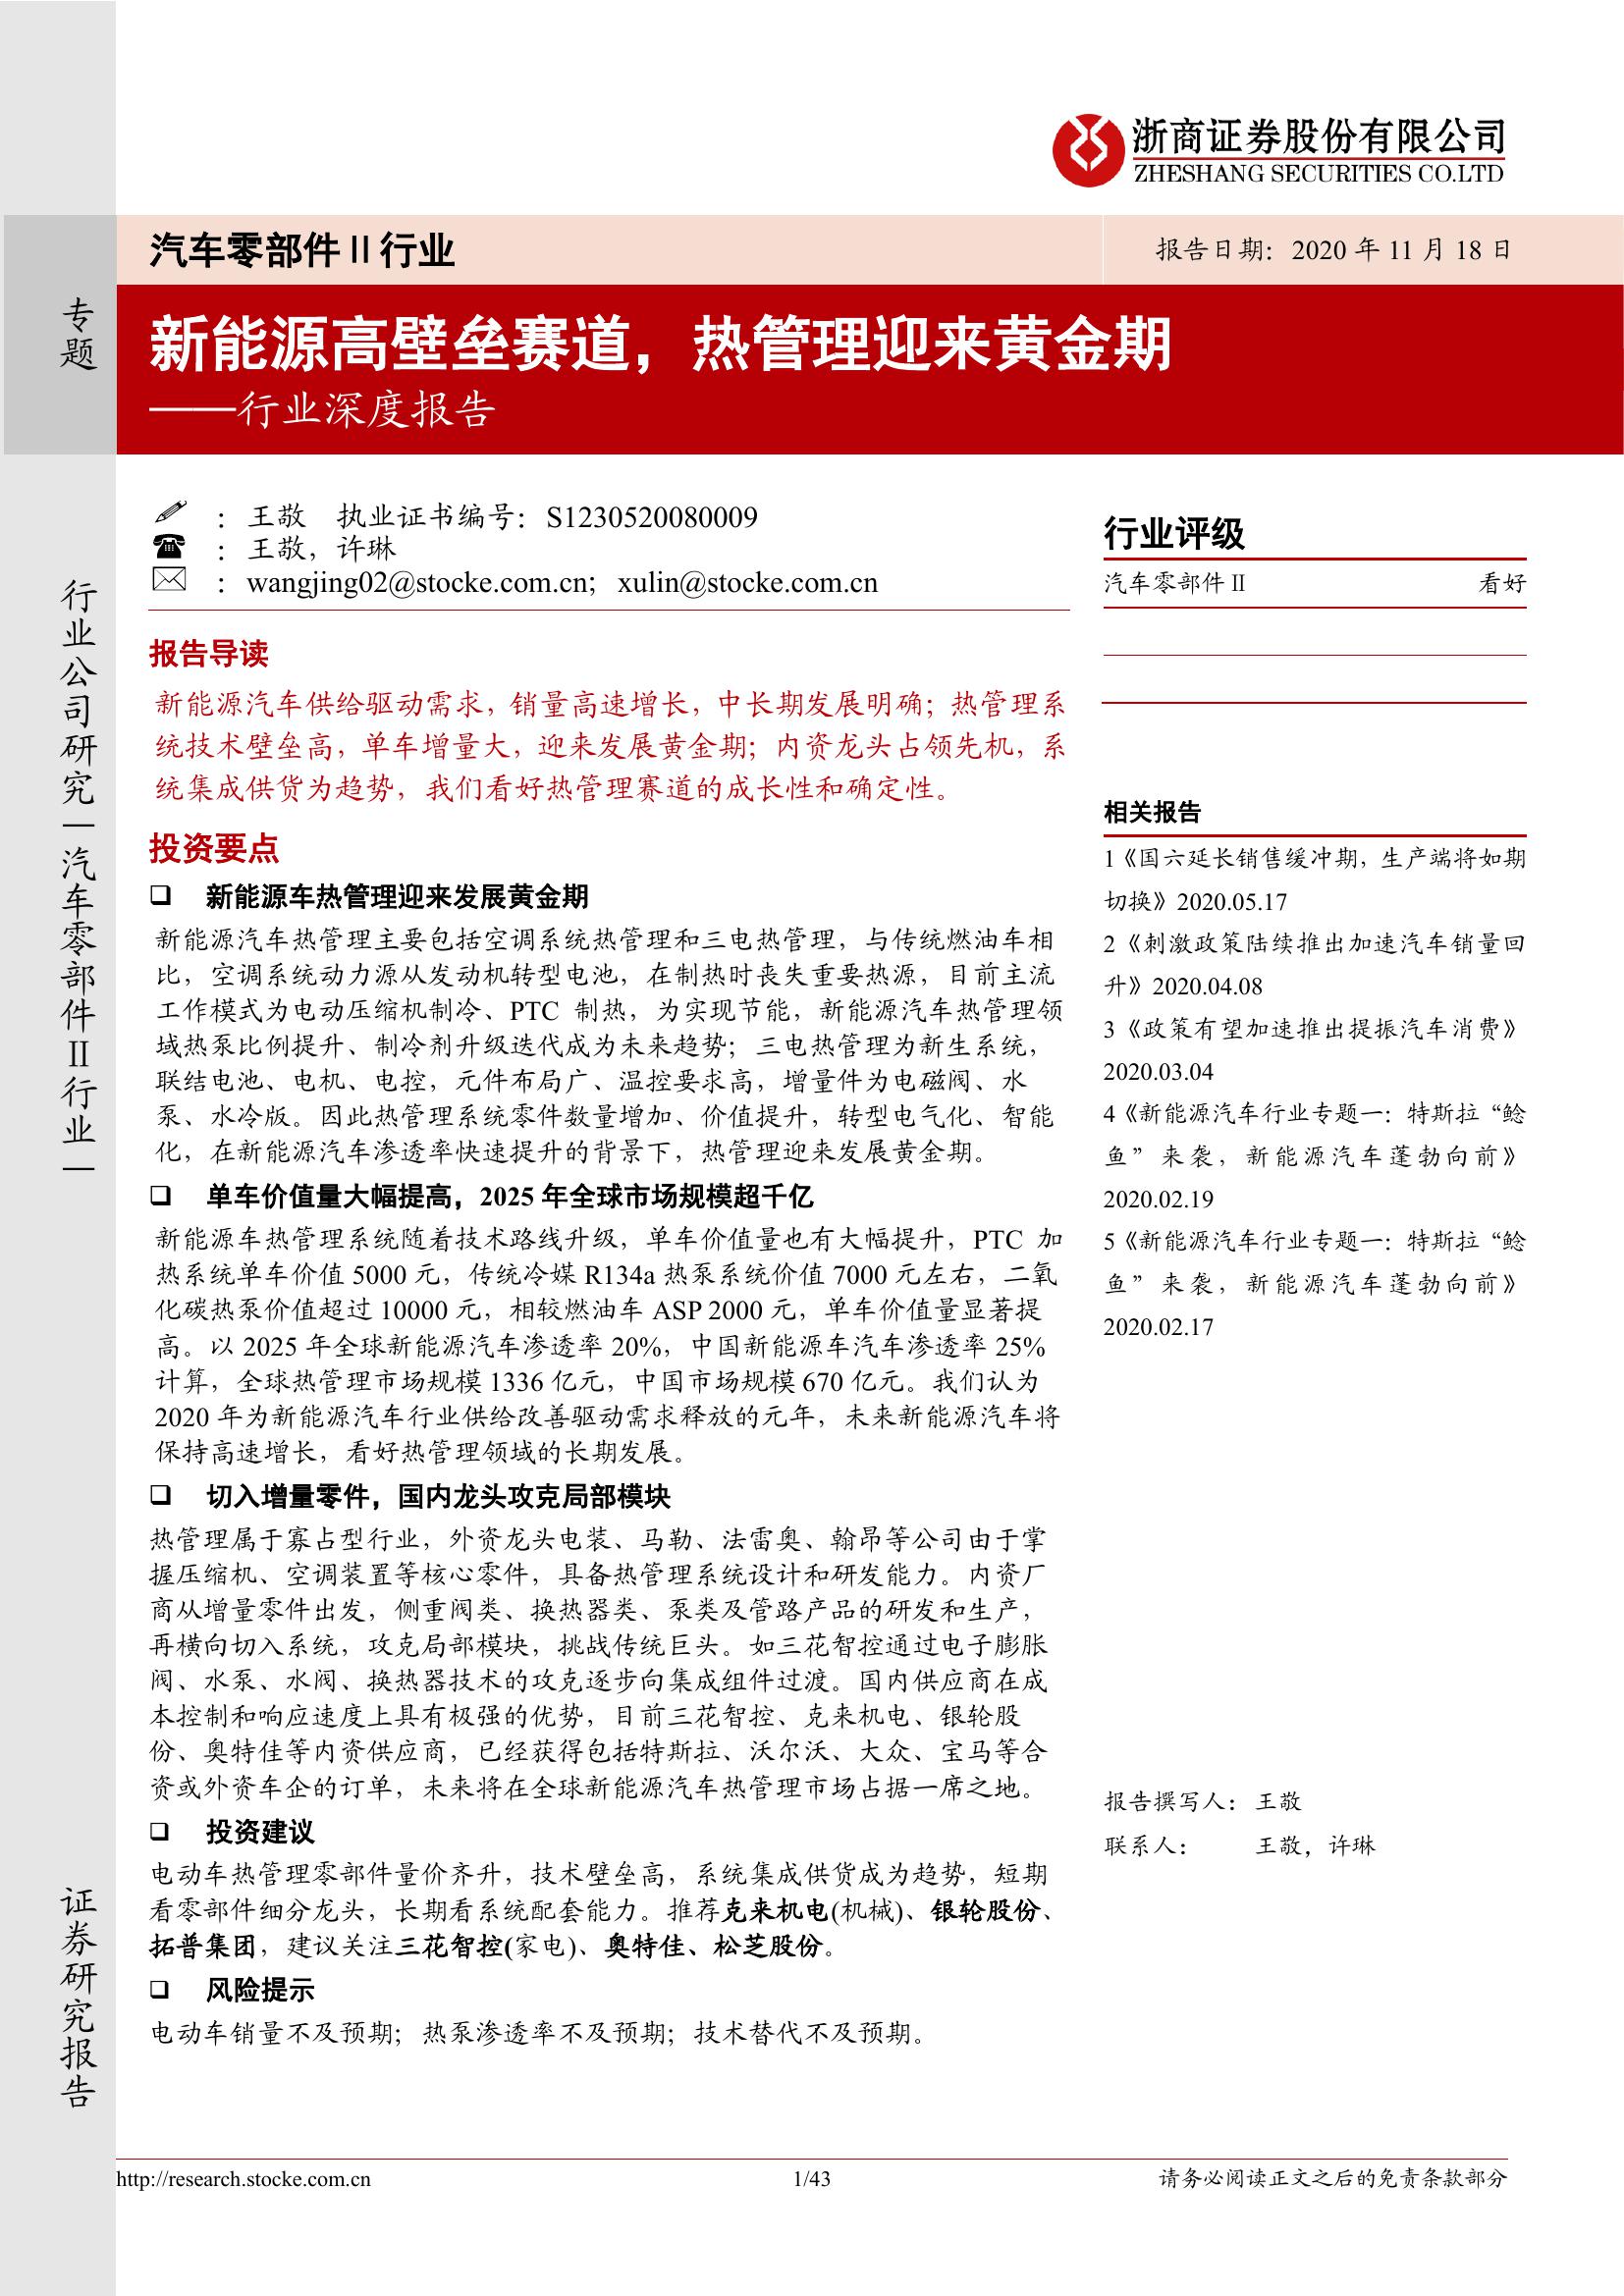 浙商证券股份有限公司
ZHESHANG SECURITIES CO.LTD
汽车零部件Ⅱ行业
报告日期：2020 年 11 月 18 日
专题
新能源高壁垒赛道，热管理迎来黄金期
——行业深度报告
行业公司研究｜汽车零部件Ⅱ行业｜
证券研究报告
：王敬 执业证书编号：S1230520080009
：王敬，许琳
：wangjing02@stocke.com.cn；xulin@stocke.com.cn
报告导读
新能源汽车供给驱动需求，销量高速增长，中长期发展明确；热管理系
统技术壁垒高，单车增量大，迎来发展黄金期；内资龙头占领先机，系
统集成供货为趋势，我们看好热管理赛道的成长性和确定性。
投资要点
❑ 新能源车热管理迎来发展黄金期
新能源汽车热管理主要包括空调系统热管理和三电热管理，与传统燃油车相
比，空调系统动力源从发动机转型电池，在制热时丧失重要热源，目前主流
工作模式为电动压缩机制冷、PTC 制热，为实现节能，新能源汽车热管理领
域热泵比例提升、制冷剂升级迭代成为未来趋势；三电热管理为新生系统，
联结电池、电机、电控，元件布局广、温控要求高，增量件为电磁阀、水
泵、水冷版。因此热管理系统零件数量增加、价值提升，转型电气化、智能
化，在新能源汽车渗透率快速提升的背景下，热管理迎来发展黄金期。
❑ 单车价值量大幅提高，2025 年全球市场规模超千亿
新能源车热管理系统随着技术路线升级，单车价值量也有大幅提升，PTC 加
热系统单车价值 5000 元，传统冷媒 R134a 热泵系统价值 7000 元左右，二氧
化碳热泵价值超过 10000 元，相较燃油车 ASP 2000 元，单车价值量显著提
高。以 2025 年全球新能源汽车渗透率 20%，中国新能源车汽车渗透率 25%
计算，全球热管理市场规模 1336 亿元，中国市场规模 670 亿元。我们认为
2020 年为新能源汽车行业供给改善驱动需求释放的元年，未来新能源汽车将
保持高速增长，看好热管理领域的长期发展。
❑ 切入增量零件，国内龙头攻克局部模块
热管理属于寡占型行业，外资龙头电装、马勒、法雷奥、翰昂等公司由于掌
握压缩机、空调装置等核心零件，具备热管理系统设计和研发能力。内资厂
商从增量零件出发，侧重阀类、换热器类、泵类及管路产品的研发和生产，
再横向切入系统，攻克局部模块，挑战传统巨头。如三花智控通过电子膨胀
阀、水泵、水阀、换热器技术的攻克逐步向集成组件过渡。国内供应商在成
本控制和响应速度上具有极强的优势，目前三花智控、克来机电、银轮股
份、奥特佳等内资供应商，已经获得包括特斯拉、沃尔沃、大众、宝马等合
资或外资车企的订单，未来将在全球新能源汽车热管理市场占据一席之地。
❑ 投资建议
电动车热管理零部件量价齐升，技术壁垒高，系统集成供货成为趋势，短期
看零部件细分龙头，长期看系统配套能力。推荐克来机电(机械)、银轮股份、
拓普集团，建议关注三花智控(家电)、奥特佳、松芝股份。
❑ 风险提示
电动车销量不及预期；热泵渗透率不及预期；技术替代不及预期。
行业评级
汽车零部件Ⅱ 看好
相关报告
1《国六延长销售缓冲期，生产端将如期
切换》2020.05.17
2《刺激政策陆续推出加速汽车销量回
升》2020.04.08
3《政策有望加速推出提振汽车消费》
2020.03.04
4《新能源汽车行业专题一：特斯拉“鲶
鱼”来袭，新能源汽车蓬勃向前》
2020.02.19
5《新能源汽车行业专题一：特斯拉“鲶
鱼”来袭，新能源汽车蓬勃向前》
2020.02.17
报告撰写人： 王敬
联系人： 王敬，许琳
http://research.stocke.com.cn
1/43
请务必阅读正文之后的免责条款部分